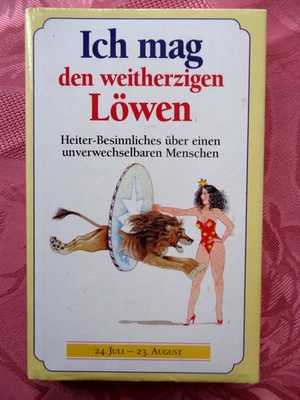 Ich mag
den weitherzigen
Löwen
Heiter-Besinnliches über einen
unverwechselbaren Menschen
24. Juli – 23. August